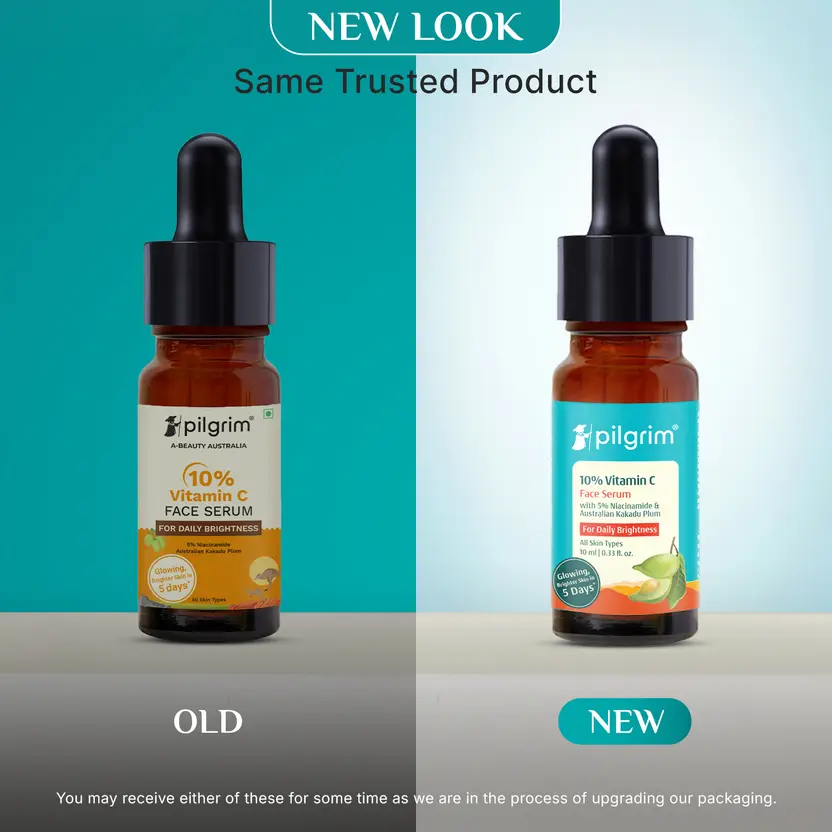 NEW LOOK
Same Trusted Product
pilgrim®
A-BEAUTY AUSTRALIA
10%
Vitamin C
FACE SERUM
FOR DAILY BRIGHTNESS
5% Niacinamide
Australian Kakadu Plum
Glowing,
Brighter Skin in
5 days*
All Skin Types
pilgrim®
10% Vitamin C
Face Serum
with 5% Niacinamide &
Australian Kakadu Plum
For Daily Brightness
All Skin Types
10 ml | 0.33 fl. oz.
Glowing,
Brighter Skin in
5 Days*
OLD
NEW
You may receive either of these for some time as we are in the process of upgrading our packaging.